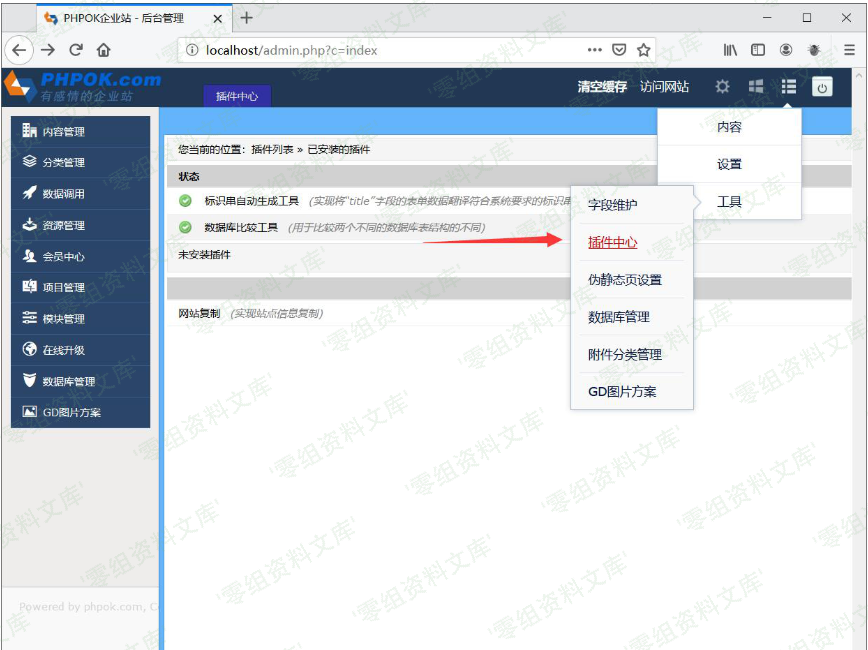 PHPOK企业站 - 后台管理
localhost/admin.php?c=index
PHPOK.com
有感情的企业站
插件中心
清空缓存 访问网站
内容管理
分类管理
数据调用
资源管理
会员中心
项目管理
模块管理
在线升级
数据库管理
GD图片方案
您当前的位置：插件列表 » 已安装的插件
状态
标识串自动生成工具 (实现将"title"字段的表单数据翻译符合系统要求的标识
数据库比较工具 (用于比较两个不同的数据库表结构的不同)
未安装插件
网站复制 (实现站点信息复制)
内容
设置
工具
字段维护
插件中心
伪静态页设置
数据库管理
附件分类管理
GD图片方案
Powered by phpok.com, C
零组资料文库